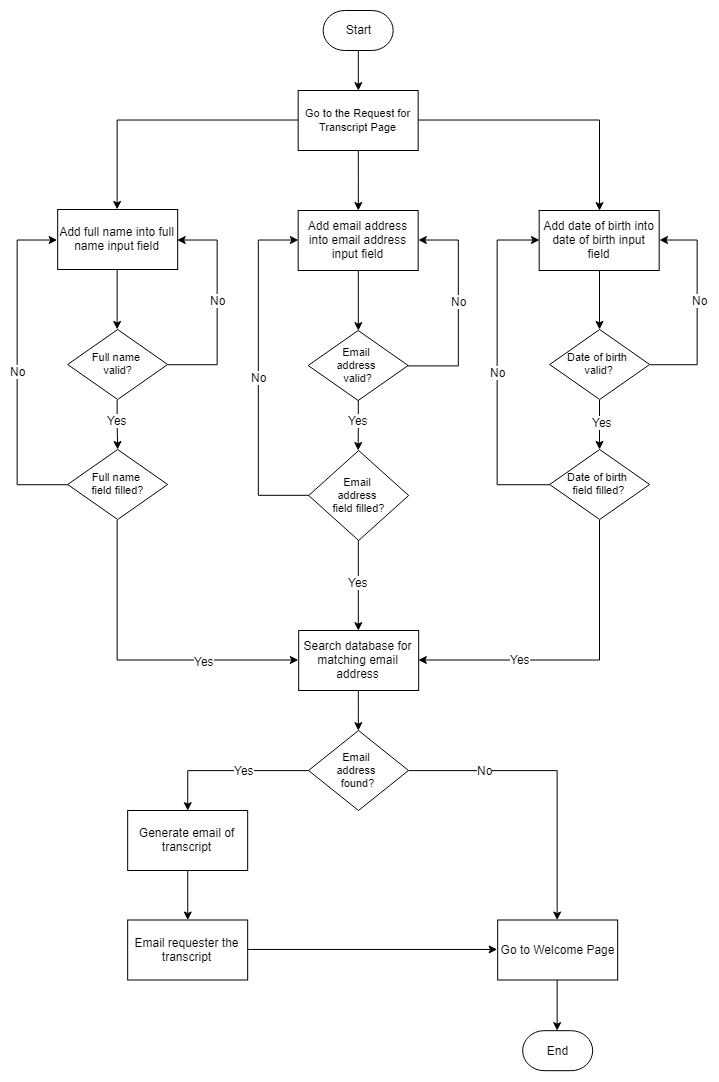 Start
Go to the Request for
Transcript Page
Add full name into full
name input field
Add email address
into email address
input field
Add date of birth into
date of birth input
field
No
No
No
Full name
valid?
Email
address
valid?
Date of birth
valid?
No
No
No
Yes
Yes
Yes
Full name
field filled?
Email
address
field filled?
Date of birth
field filled?
Yes
Yes
Search database for
matching email
address
Yes
Yes
Email
address
found?
No
Generate email of
transcript
Email requester the
transcript
Go to Welcome Page
End